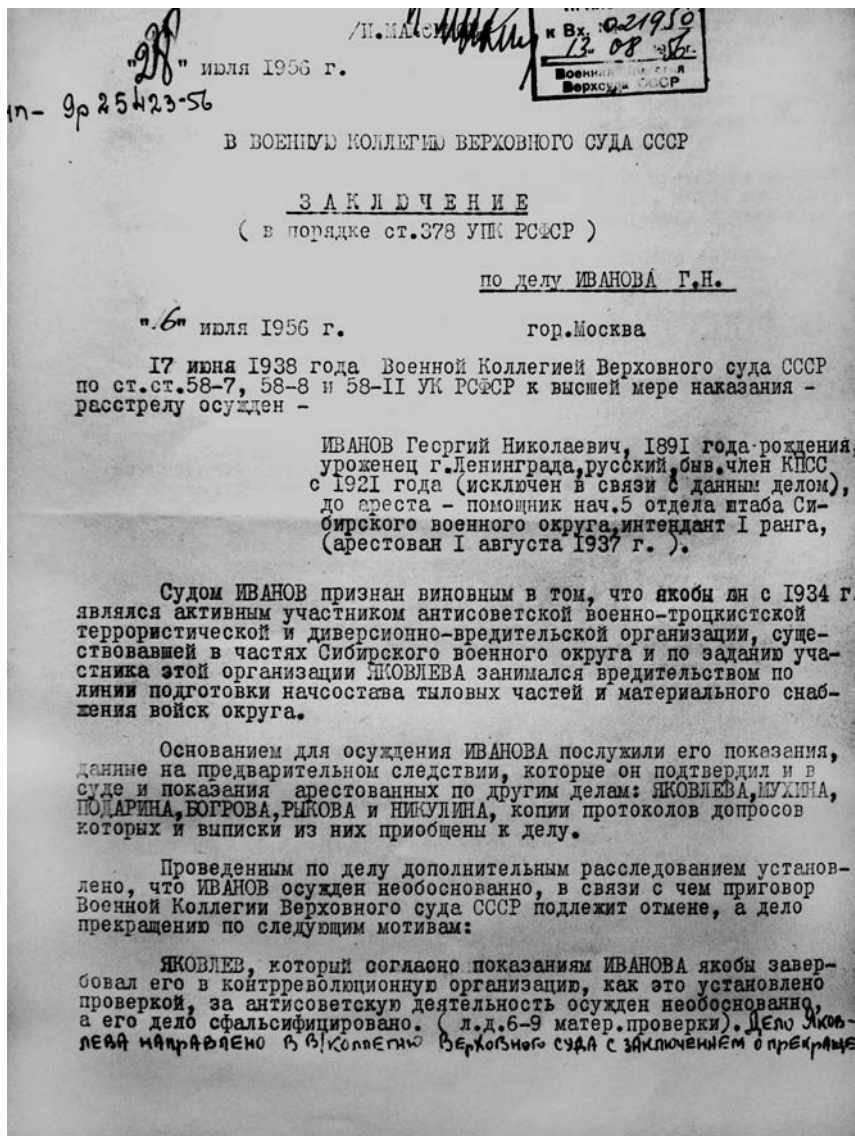 /Н.МАКСИМОВ/
к Вх. № 021950
"28" июля 1956 г.
13 08 56г.
Верхсуда СССР
9р 25423-56
В ВОЕННУЮ КОЛЛЕГИЮ ВЕРХОВНОГО СУДА СССР
З А К Л Ю Ч Е Н И Е
( в порядке ст.378 УПК РСФСР )
по делу ИВАНОВА Г.Н.
"16" июля 1956 г. гор.Москва
17 июня 1938 года Военной Коллегией Верховного суда СССР
по ст.ст.58-7, 58-8 и 58-II УК РСФСР к высшей мере наказания -
расстрелу осужден -
ИВАНОВ Георгий Николаевич, 1891 года рождения,
уроженец г.Ленинграда,русский,быв.член КПСС
с 1921 года (исключен в связи с данным делом),
до ареста - помощник нач.5 отдела штаба Си-
бирского военного округа,интендант I ранга,
(арестован I августа 1937 г. ).
Судом ИВАНОВ признан виновным в том, что якобы он с 1934 г.
являлся активным участником антисоветской военно-троцкистской
террористической и диверсионно-вредительской организации, суще-
ствовавшей в частях Сибирского военного округа и по заданию уча-
стника этой организации ЯКОВЛЕВА занимался вредительством по
линии подготовки начсостава тыловых частей и материального снаб-
жения войск округа.
Основанием для осуждения ИВАНОВА послужили его показания,
данные на предварительном следствии, которые он подтвердил и в
суде и показания арестованных по другим делам: ЯКОВЛЕВА,МУХИНА,
ПОДАРИНА,БОГРОВА,РЫКОВА и НИКУЛИНА, копии протоколов допросов
которых и выписки из них приобщены к делу.
Проведенным по делу дополнительным расследованием установ-
лено, что ИВАНОВ осужден необоснованно, в связи с чем приговор
Военной Коллегии Верховного суда СССР подлежит отмене, а дело
прекращению по следующим мотивам:
ЯКОВЛЕВ, который согласно показаниям ИВАНОВА якобы завер-
бовал его в контрреволюционную организацию, как это установлено
проверкой, за антисоветскую деятельность осужден необоснованно,
а его дело сфальсифицировано. ( л.д.6-9 матер.проверки). Дело Яков-
лева направлено в В/Коллегию Верховного суда с заключением о прекраще